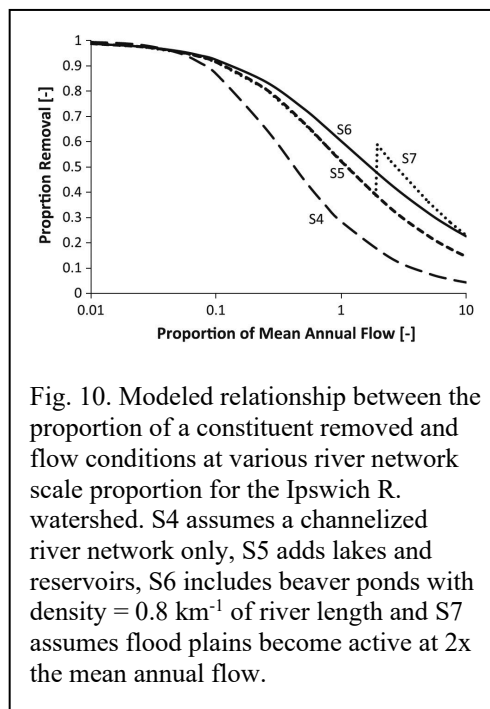 1
0.9
0.8
0.7
0.6
0.5
0.4
0.3
0.2
0.1
0
Proprtion Removal [-]
S6
S7
S5
S4
0.01 0.1 1 10
Proportion of Mean Annual Flow [-]
Fig. 10. Modeled relationship between the
proportion of a constituent removed and
flow conditions at various river network
scale proportion for the Ipswich R.
watershed. S4 assumes a channelized
river network only, S5 adds lakes and
reservoirs, S6 includes beaver ponds with
density = 0.8 km⁻¹ of river length and S7
assumes flood plains become active at 2x
the mean annual flow.